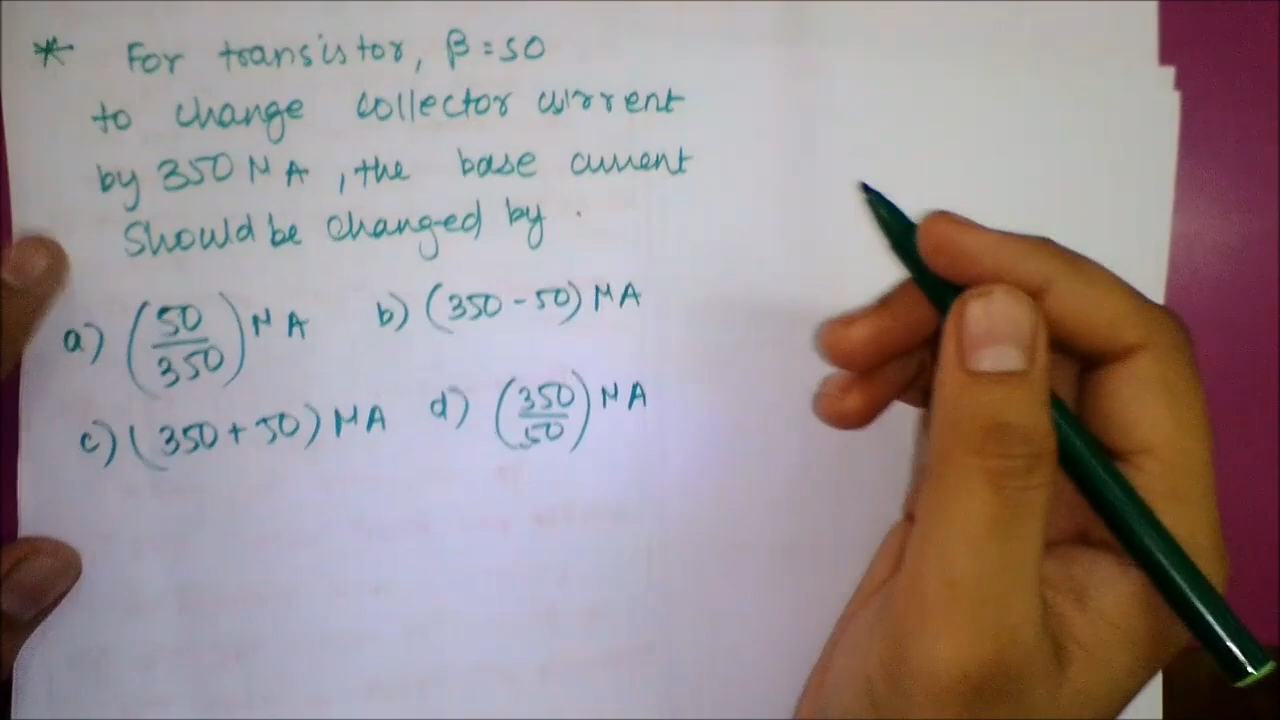 * For transistor, β = 50
to change collector current
by 350 μA, the base current
should be changed by.
a) (50/350) μA b) (350 - 50) μA
c) (350 + 50) μA d) (350/50) μA